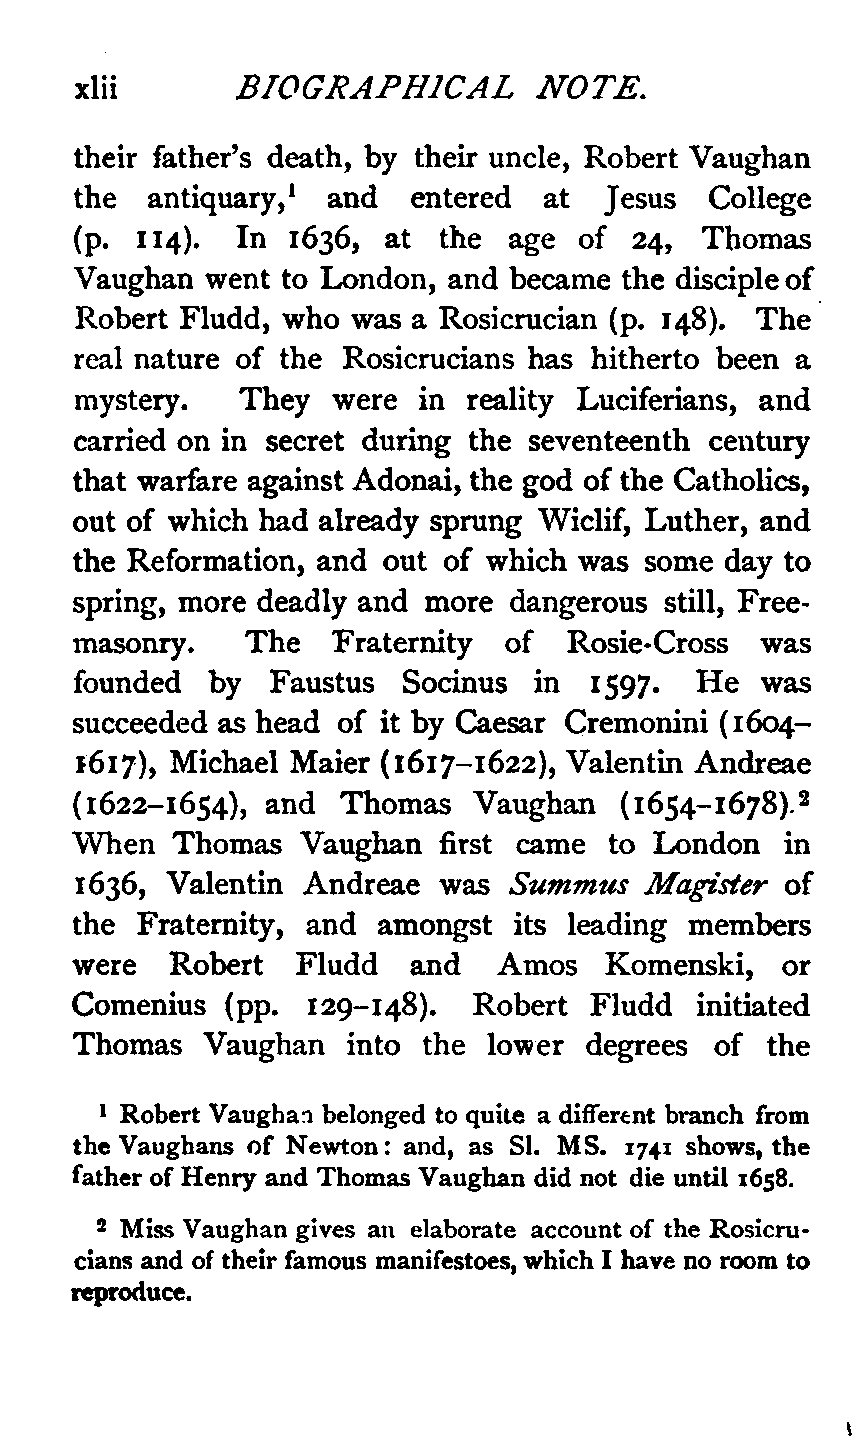 xlii BIOGRAPHICAL NOTE.
their father's death, by their uncle, Robert Vaughan
the antiquary,¹ and entered at Jesus College
(p. 114). In 1636, at the age of 24, Thomas
Vaughan went to London, and became the disciple of
Robert Fludd, who was a Rosicrucian (p. 148). The
real nature of the Rosicrucians has hitherto been a
mystery. They were in reality Luciferians, and
carried on in secret during the seventeenth century
that warfare against Adonai, the god of the Catholics,
out of which had already sprung Wiclif, Luther, and
the Reformation, and out of which was some day to
spring, more deadly and more dangerous still, Free-
masonry. The Fraternity of Rosie-Cross was
founded by Faustus Socinus in 1597. He was
succeeded as head of it by Caesar Cremonini (1604–
1617), Michael Maier (1617–1622), Valentin Andreae
(1622–1654), and Thomas Vaughan (1654–1678).²
When Thomas Vaughan first came to London in
1636, Valentin Andreae was Summus Magister of
the Fraternity, and amongst its leading members
were Robert Fludd and Amos Komenski, or
Comenius (pp. 129–148). Robert Fludd initiated
Thomas Vaughan into the lower degrees of the
¹ Robert Vaughan belonged to quite a different branch from
the Vaughans of Newton: and, as Sl. MS. 1741 shows, the
father of Henry and Thomas Vaughan did not die until 1658.
² Miss Vaughan gives an elaborate account of the Rosicru-
cians and of their famous manifestoes, which I have no room to
reproduce.